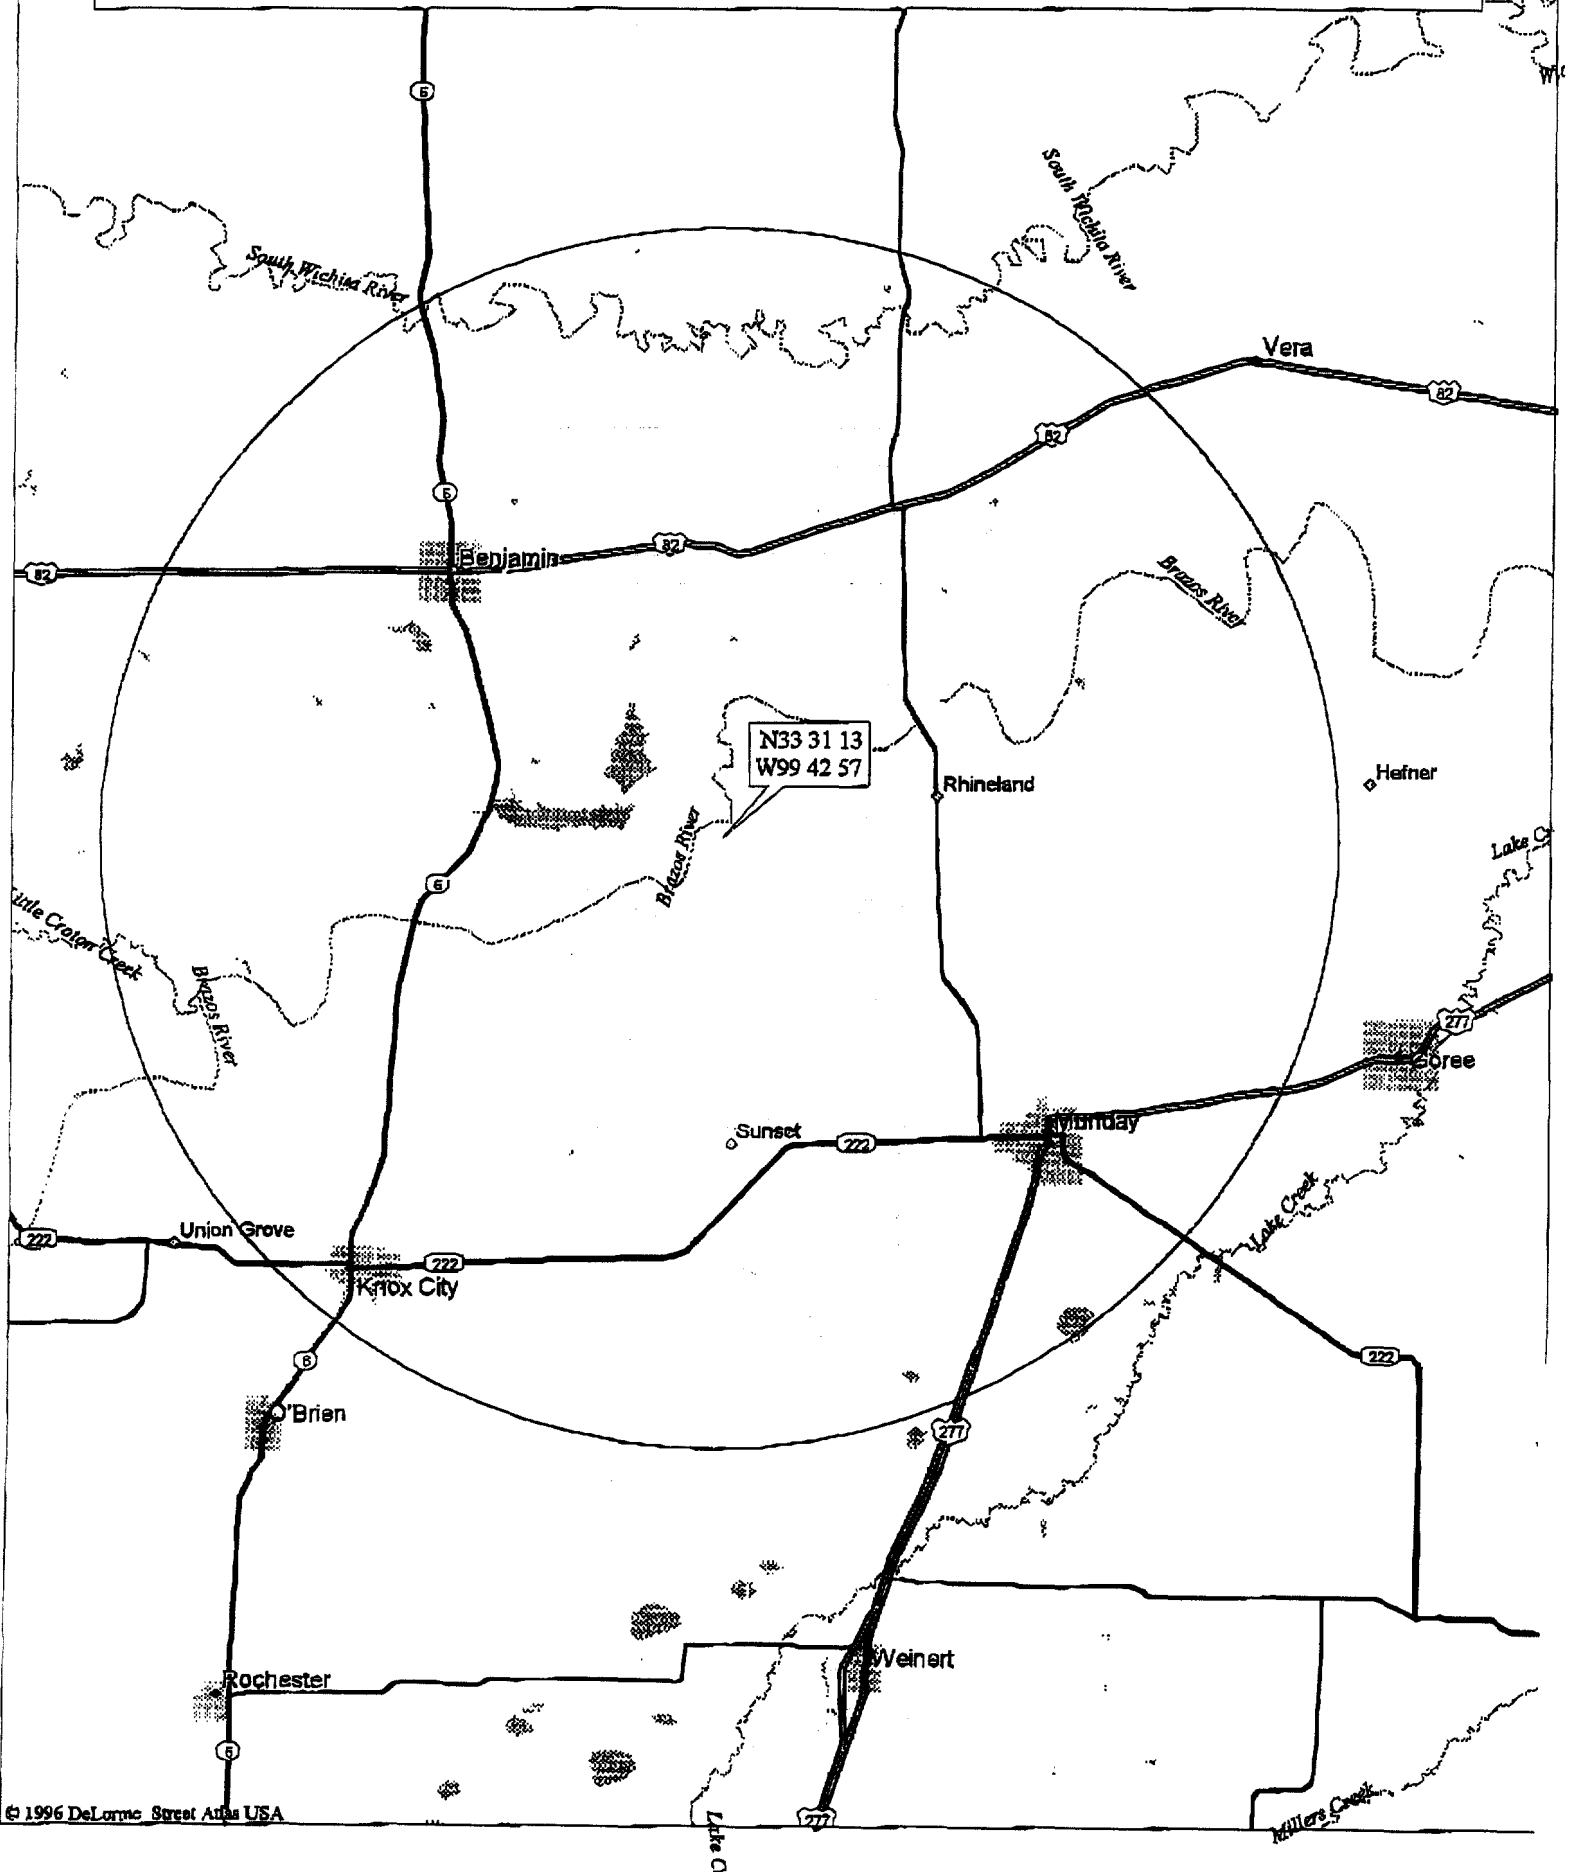 6
South Wichita River
South Wichita River
Vera
82
82
6
82
Benjamin
82
Brazos River
N33 31 13
W99 42 57
Rhineland
Hefner
Brazos River
Lake
6
Little Croton Creek
Brazos River
277
Goree
Munday
Sunset
222
Lake Creek
Union Grove
222
222
Knox City
222
6
O'Brien
277
Weinert
Rochester
6
© 1996 DeLorme Street Atlas USA
277
Millers Creek
Lake